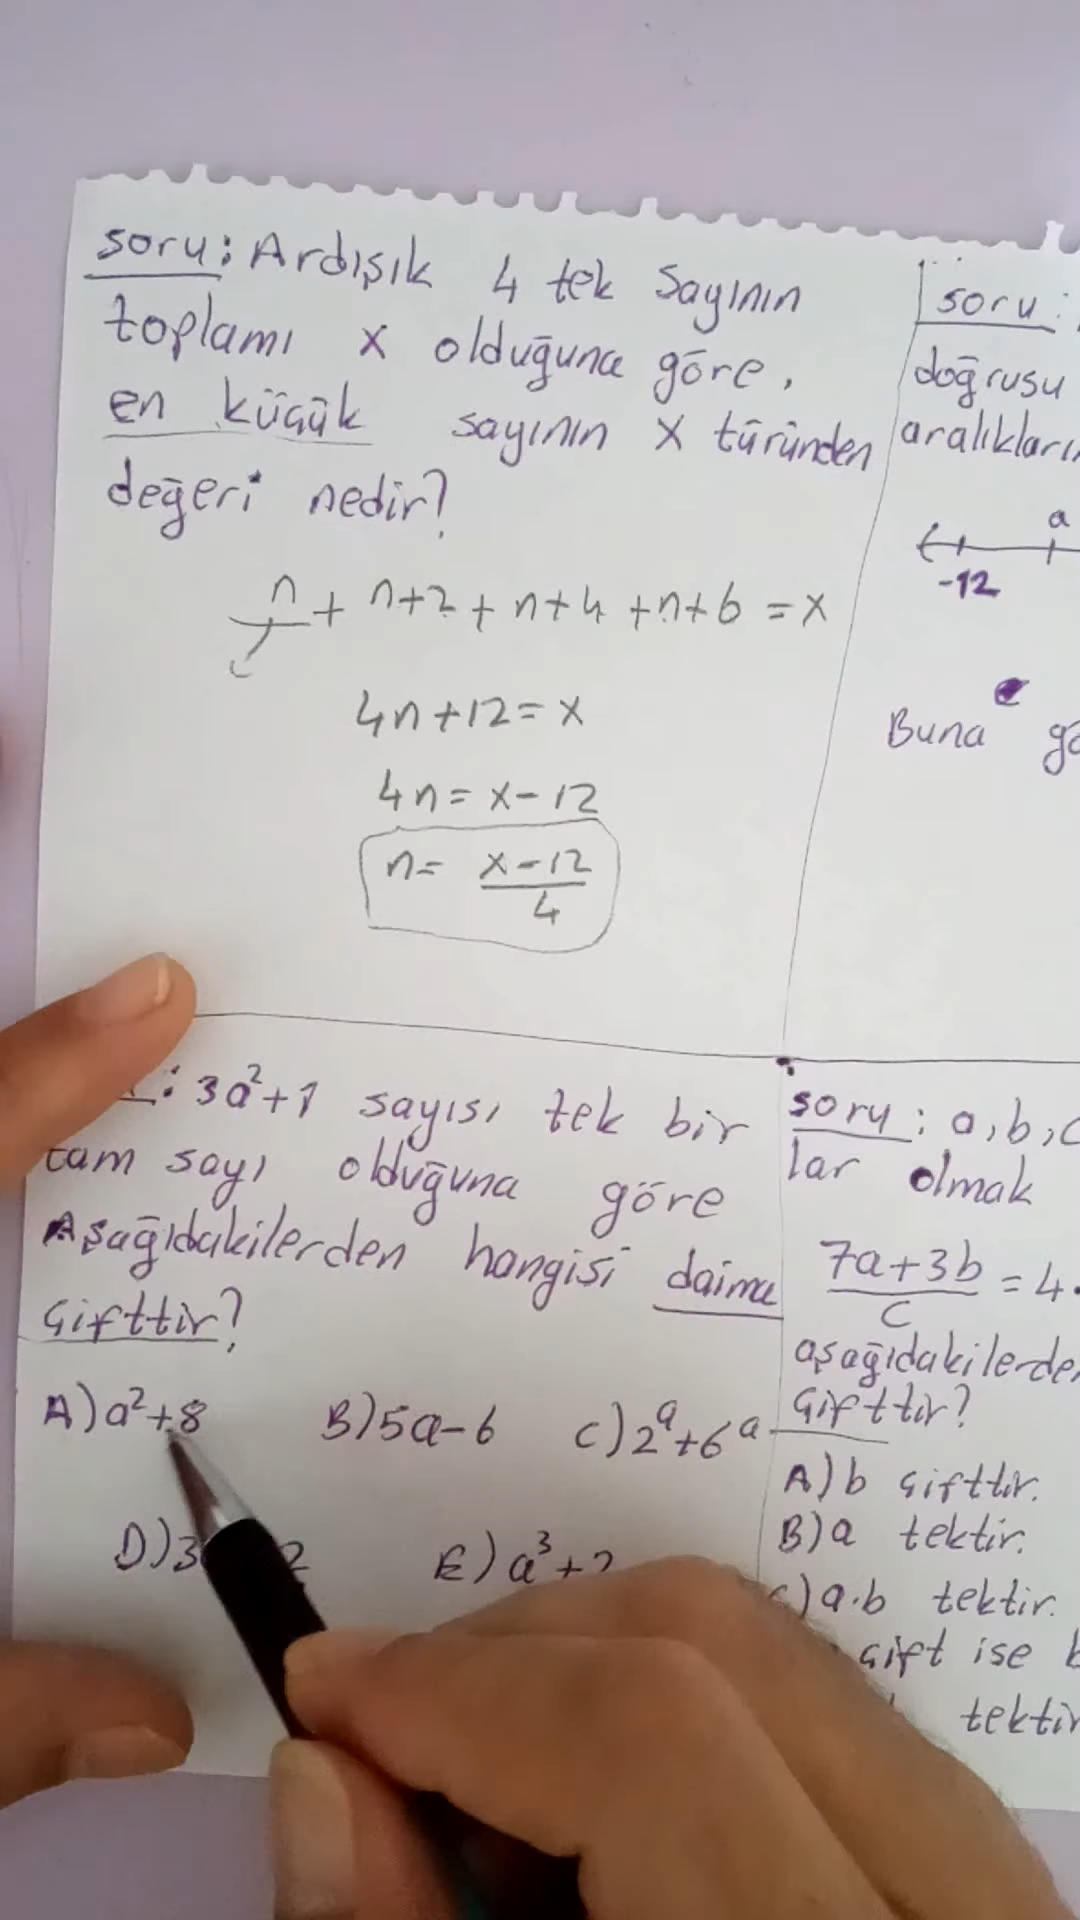 soru: Ardışık 4 tek sayının
toplamı x olduğuna göre,
en küçük sayının x türünden
değeri nedir?
n + n+2 + n+4 + n+6 = x
4n+12=x
4n = x-12
n = x-12 / 4
soru:
doğrusu
aralıkları
a
-12
Buna
: 3a²+1 sayısı tek bir
tam sayı olduğuna göre
Aşağıdakilerden hangisi daima
çifttir?
A) a²+8 B) 5a-6 C) 2ᵃ+6ᵃ
D) 3 2 E) a³+2
soru: a,b,c
lar olmak
7a+3b / c = 4
aşağıdakilerden
çifttir?
A) b çifttir.
B) a tektir.
C) a·b tektir.
çift ise b
tektir